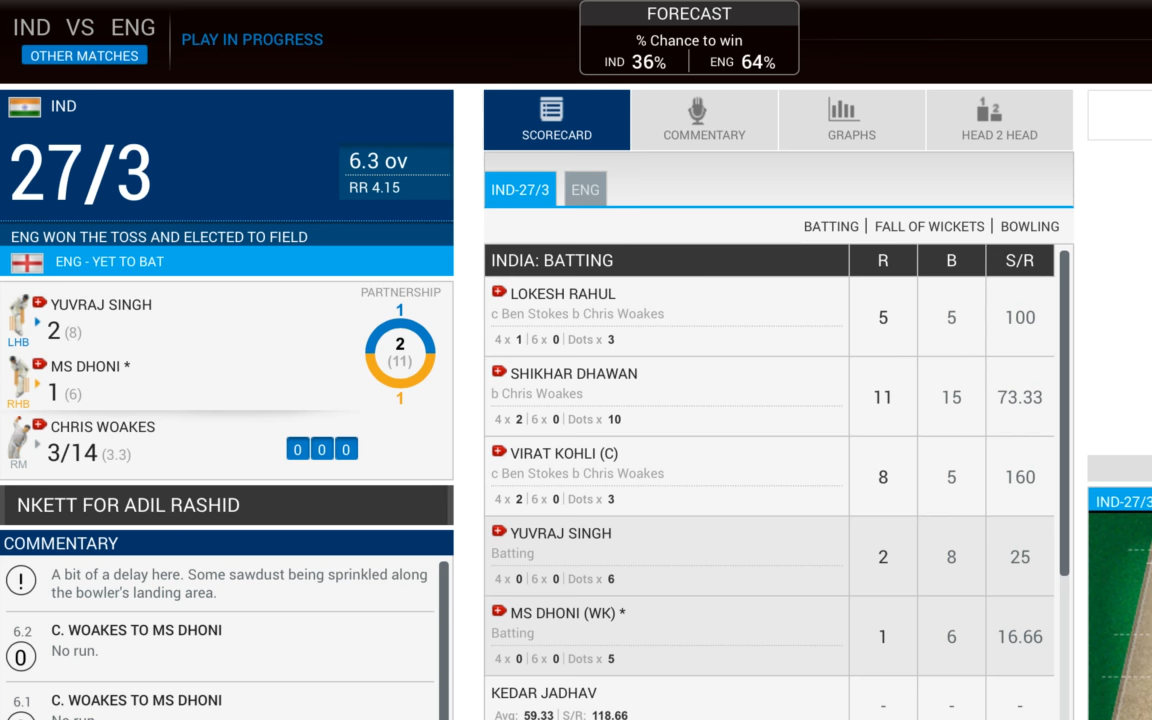 IND VS ENG
OTHER MATCHES
PLAY IN PROGRESS
FORECAST
% Chance to win
IND 36% ENG 64%
IND
27/3
6.3 ov
RR 4.15
ENG WON THE TOSS AND ELECTED TO FIELD
ENG - YET TO BAT
YUVRAJ SINGH
2 (8)
LHB
MS DHONI *
1 (6)
RHB
PARTNERSHIP
1
2
(11)
1
CHRIS WOAKES
3/14 (3.3)
RM
0 0 0
NKETT FOR ADIL RASHID
COMMENTARY
A bit of a delay here. Some sawdust being sprinkled along
the bowler's landing area.
6.2 C. WOAKES TO MS DHONI
0 No run.
6.1 C. WOAKES TO MS DHONI
No run
SCORECARD
COMMENTARY
GRAPHS
1 2
HEAD 2 HEAD
IND-27/3 ENG
BATTING | FALL OF WICKETS | BOWLING
INDIA: BATTING R B S/R
LOKESH RAHUL
c Ben Stokes b Chris Woakes
5 5 100
4 x 1 | 6 x 0 | Dots x 3
SHIKHAR DHAWAN
b Chris Woakes
11 15 73.33
4 x 2 | 6 x 0 | Dots x 10
VIRAT KOHLI (C)
c Ben Stokes b Chris Woakes
8 5 160
4 x 2 | 6 x 0 | Dots x 3
YUVRAJ SINGH
Batting
2 8 25
4 x 0 | 6 x 0 | Dots x 6
MS DHONI (WK) *
Batting
1 6 16.66
4 x 0 | 6 x 0 | Dots x 5
KEDAR JADHAV
- - -
Avg: 59.33 | S/R: 118.66
IND-27/3